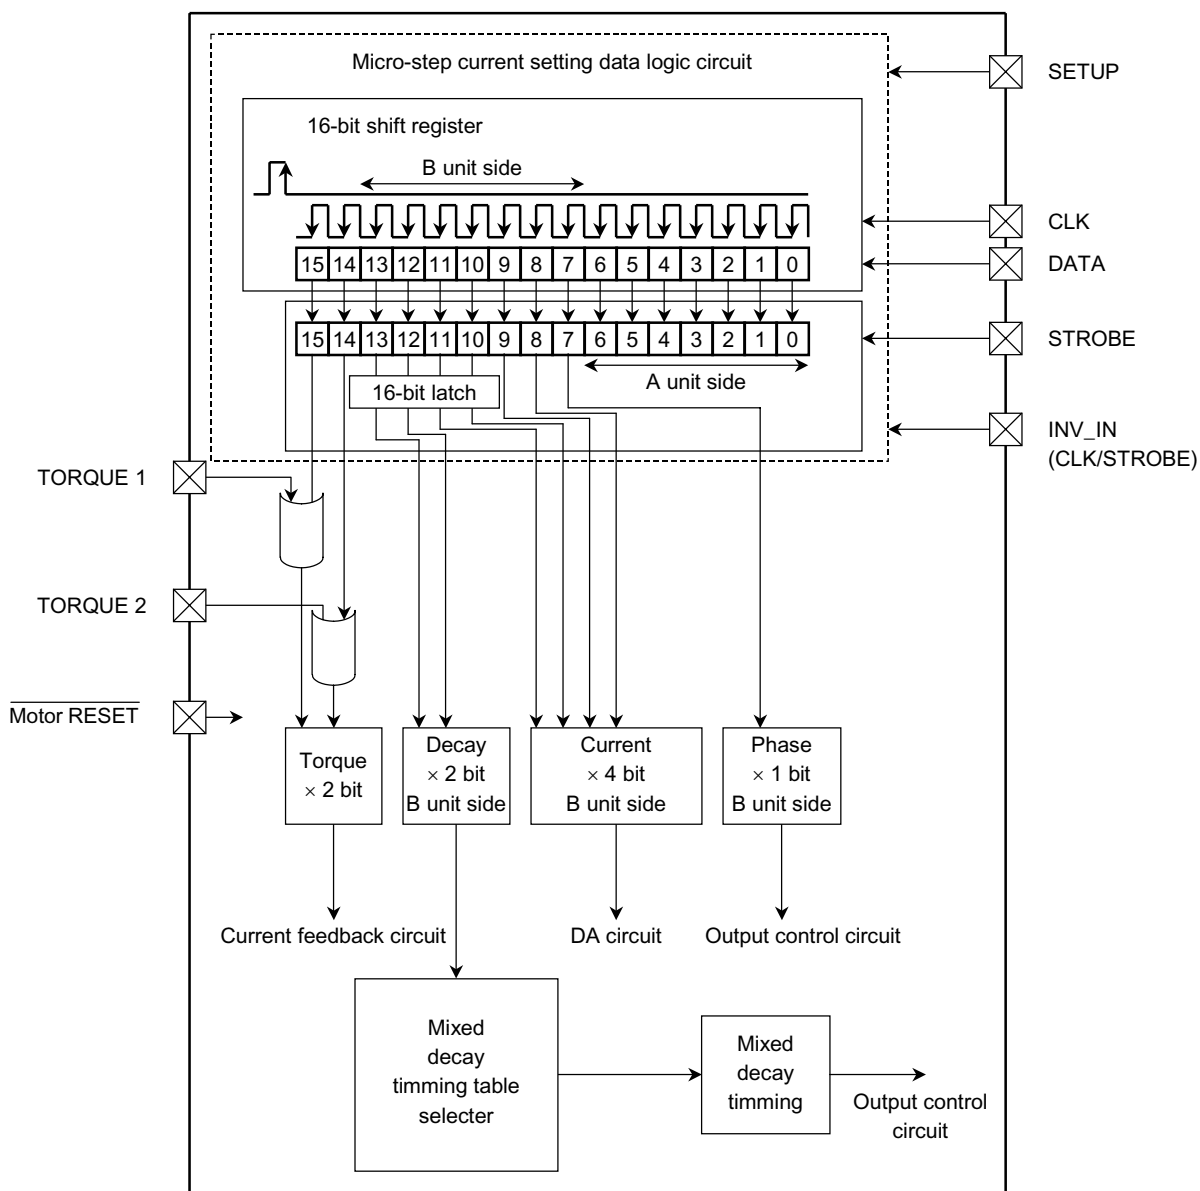 Micro-step current setting data logic circuit
SETUP
16-bit shift register
B unit side
CLK
15 14 13 12 11 10 9 8 7 6 5 4 3 2 1 0
DATA
15 14 13 12 11 10 9 8 7 6 5 4 3 2 1 0
STROBE
A unit side
16-bit latch
INV_IN
(CLK/STROBE)
TORQUE 1
TORQUE 2
Motor RESET
Torque
× 2 bit
Decay
× 2 bit
B unit side
Current
× 4 bit
B unit side
Phase
× 1 bit
B unit side
Current feedback circuit
DA circuit
Output control circuit
Mixed
decay
timming table
selecter
Mixed
decay
timming
Output control
circuit